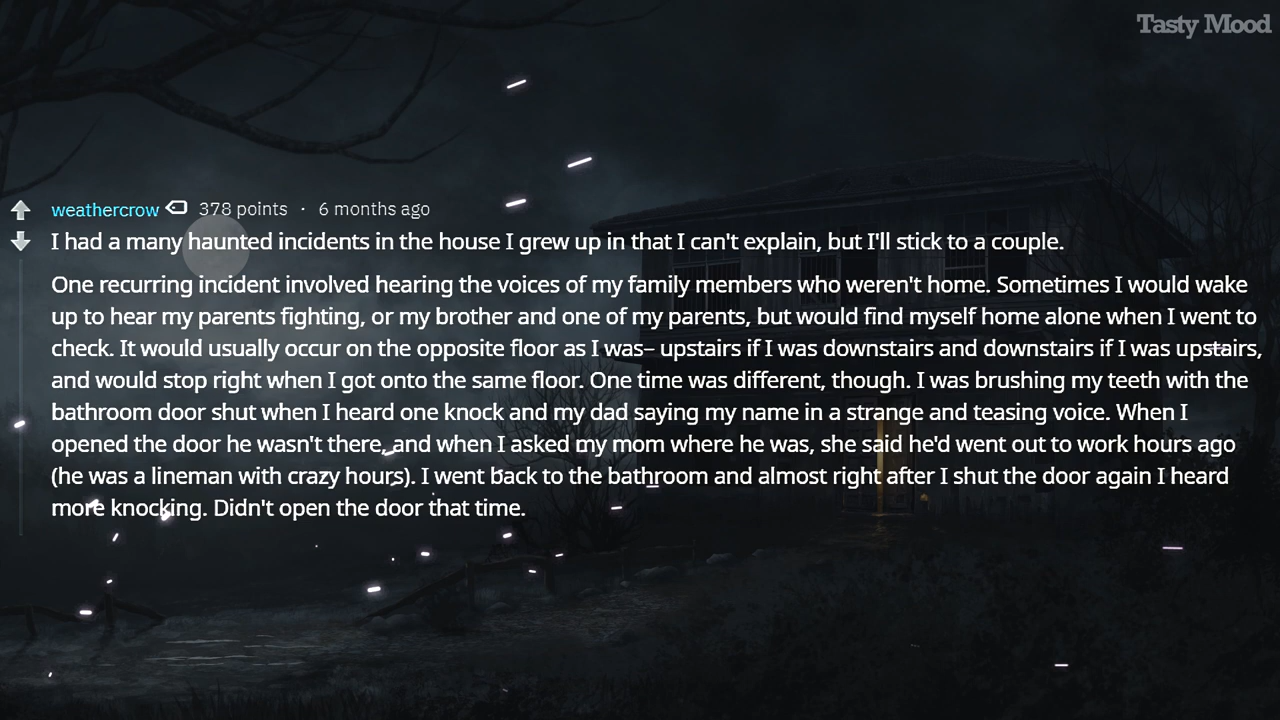 Tasty Mood
weathercrow 378 points · 6 months ago
I had a many haunted incidents in the house I grew up in that I can't explain, but I'll stick to a couple.
One recurring incident involved hearing the voices of my family members who weren't home. Sometimes I would wake
up to hear my parents fighting, or my brother and one of my parents, but would find myself home alone when I went to
check. It would usually occur on the opposite floor as I was– upstairs if I was downstairs and downstairs if I was upstairs,
and would stop right when I got onto the same floor. One time was different, though. I was brushing my teeth with the
bathroom door shut when I heard one knock and my dad saying my name in a strange and teasing voice. When I
opened the door he wasn't there, and when I asked my mom where he was, she said he'd went out to work hours ago
(he was a lineman with crazy hours). I went back to the bathroom and almost right after I shut the door again I heard
more knocking. Didn't open the door that time.